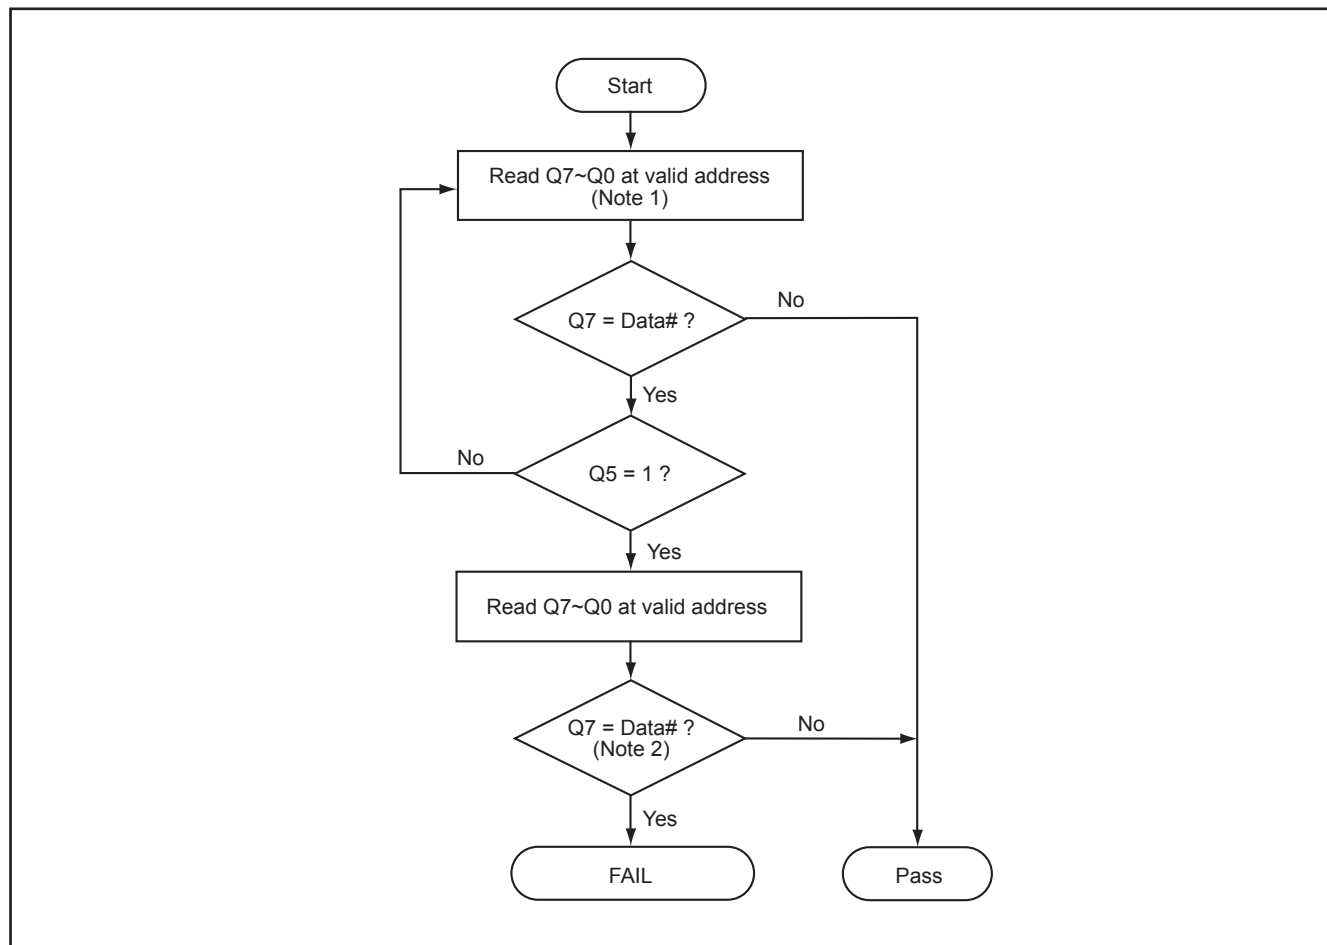 Start
Read Q7~Q0 at valid address
(Note 1)
Q7 = Data# ?
No
Yes
No
Q5 = 1 ?
Yes
Read Q7~Q0 at valid address
Q7 = Data# ?
(Note 2)
No
Yes
FAIL
Pass